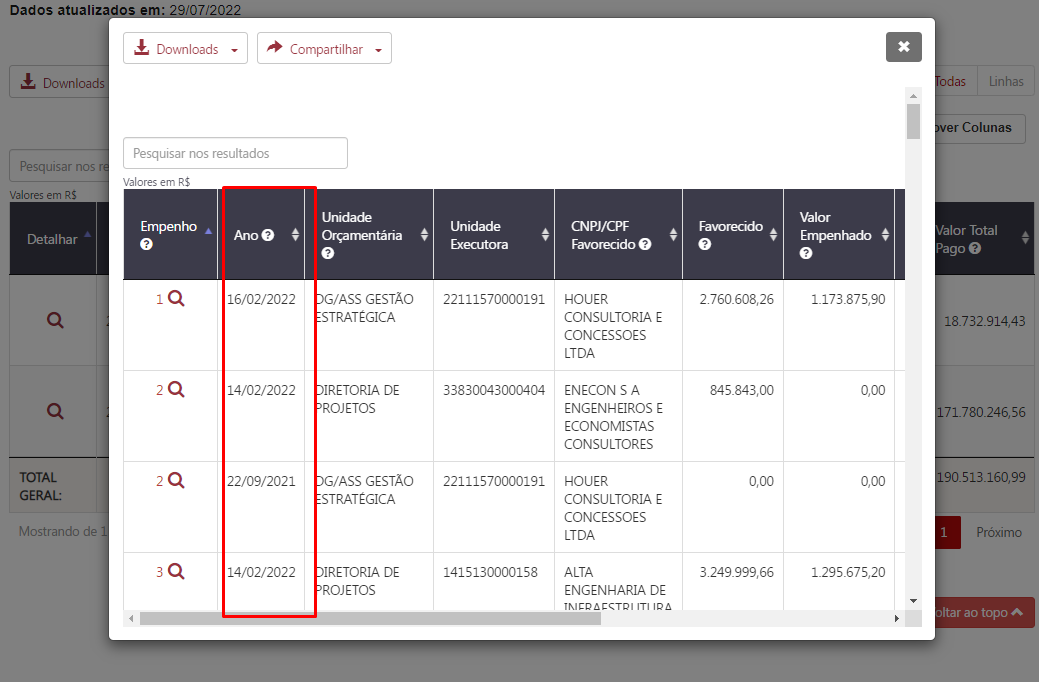 Dados atualizados em: 29/07/2022
Downloads
Compartilhar
Downloads
Todas
Linhas
over Colunas
Pesquisar nos resultados
Pesquisar nos re
Valores em R$
Valores em R$
Detalhar
Empenho
Ano
Unidade
Orçamentária
Unidade
Executora
CNPJ/CPF
Favorecido
Favorecido
Valor
Empenhado
Valor Total
Pago
1
16/02/2022
DG/ASS GESTÃO
ESTRATÉGICA
22111570000191
HOUER
CONSULTORIA E
CONCESSOES
LTDA
2.760.608,26
1.173.875,90
18.732.914,43
2
14/02/2022
DIRETORIA DE
PROJETOS
33830043000404
ENECON S A
ENGENHEIROS E
ECONOMISTAS
CONSULTORES
845.843,00
0,00
171.780.246,56
2
22/09/2021
DG/ASS GESTÃO
ESTRATÉGICA
22111570000191
HOUER
CONSULTORIA E
CONCESSOES
LTDA
0,00
0,00
TOTAL
GERAL:
190.513.160,99
Mostrando de 1
1
Próximo
3
14/02/2022
DIRETORIA DE
PROJETOS
1415130000158
ALTA
ENGENHARIA DE
INFRAESTRUTURA
3.249.999,66
1.295.675,20
oltar ao topo